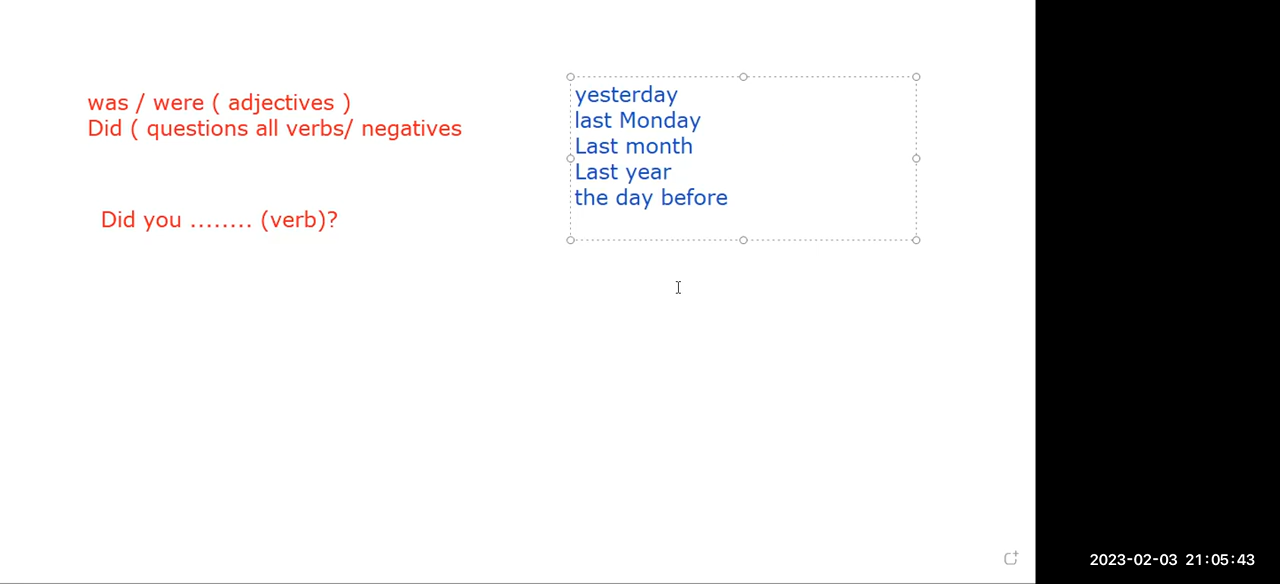 was / were ( adjectives )
Did ( questions all verbs/ negatives
Did you ........ (verb)?
yesterday
last Monday
Last month
Last year
the day before
2023-02-03 21:05:43